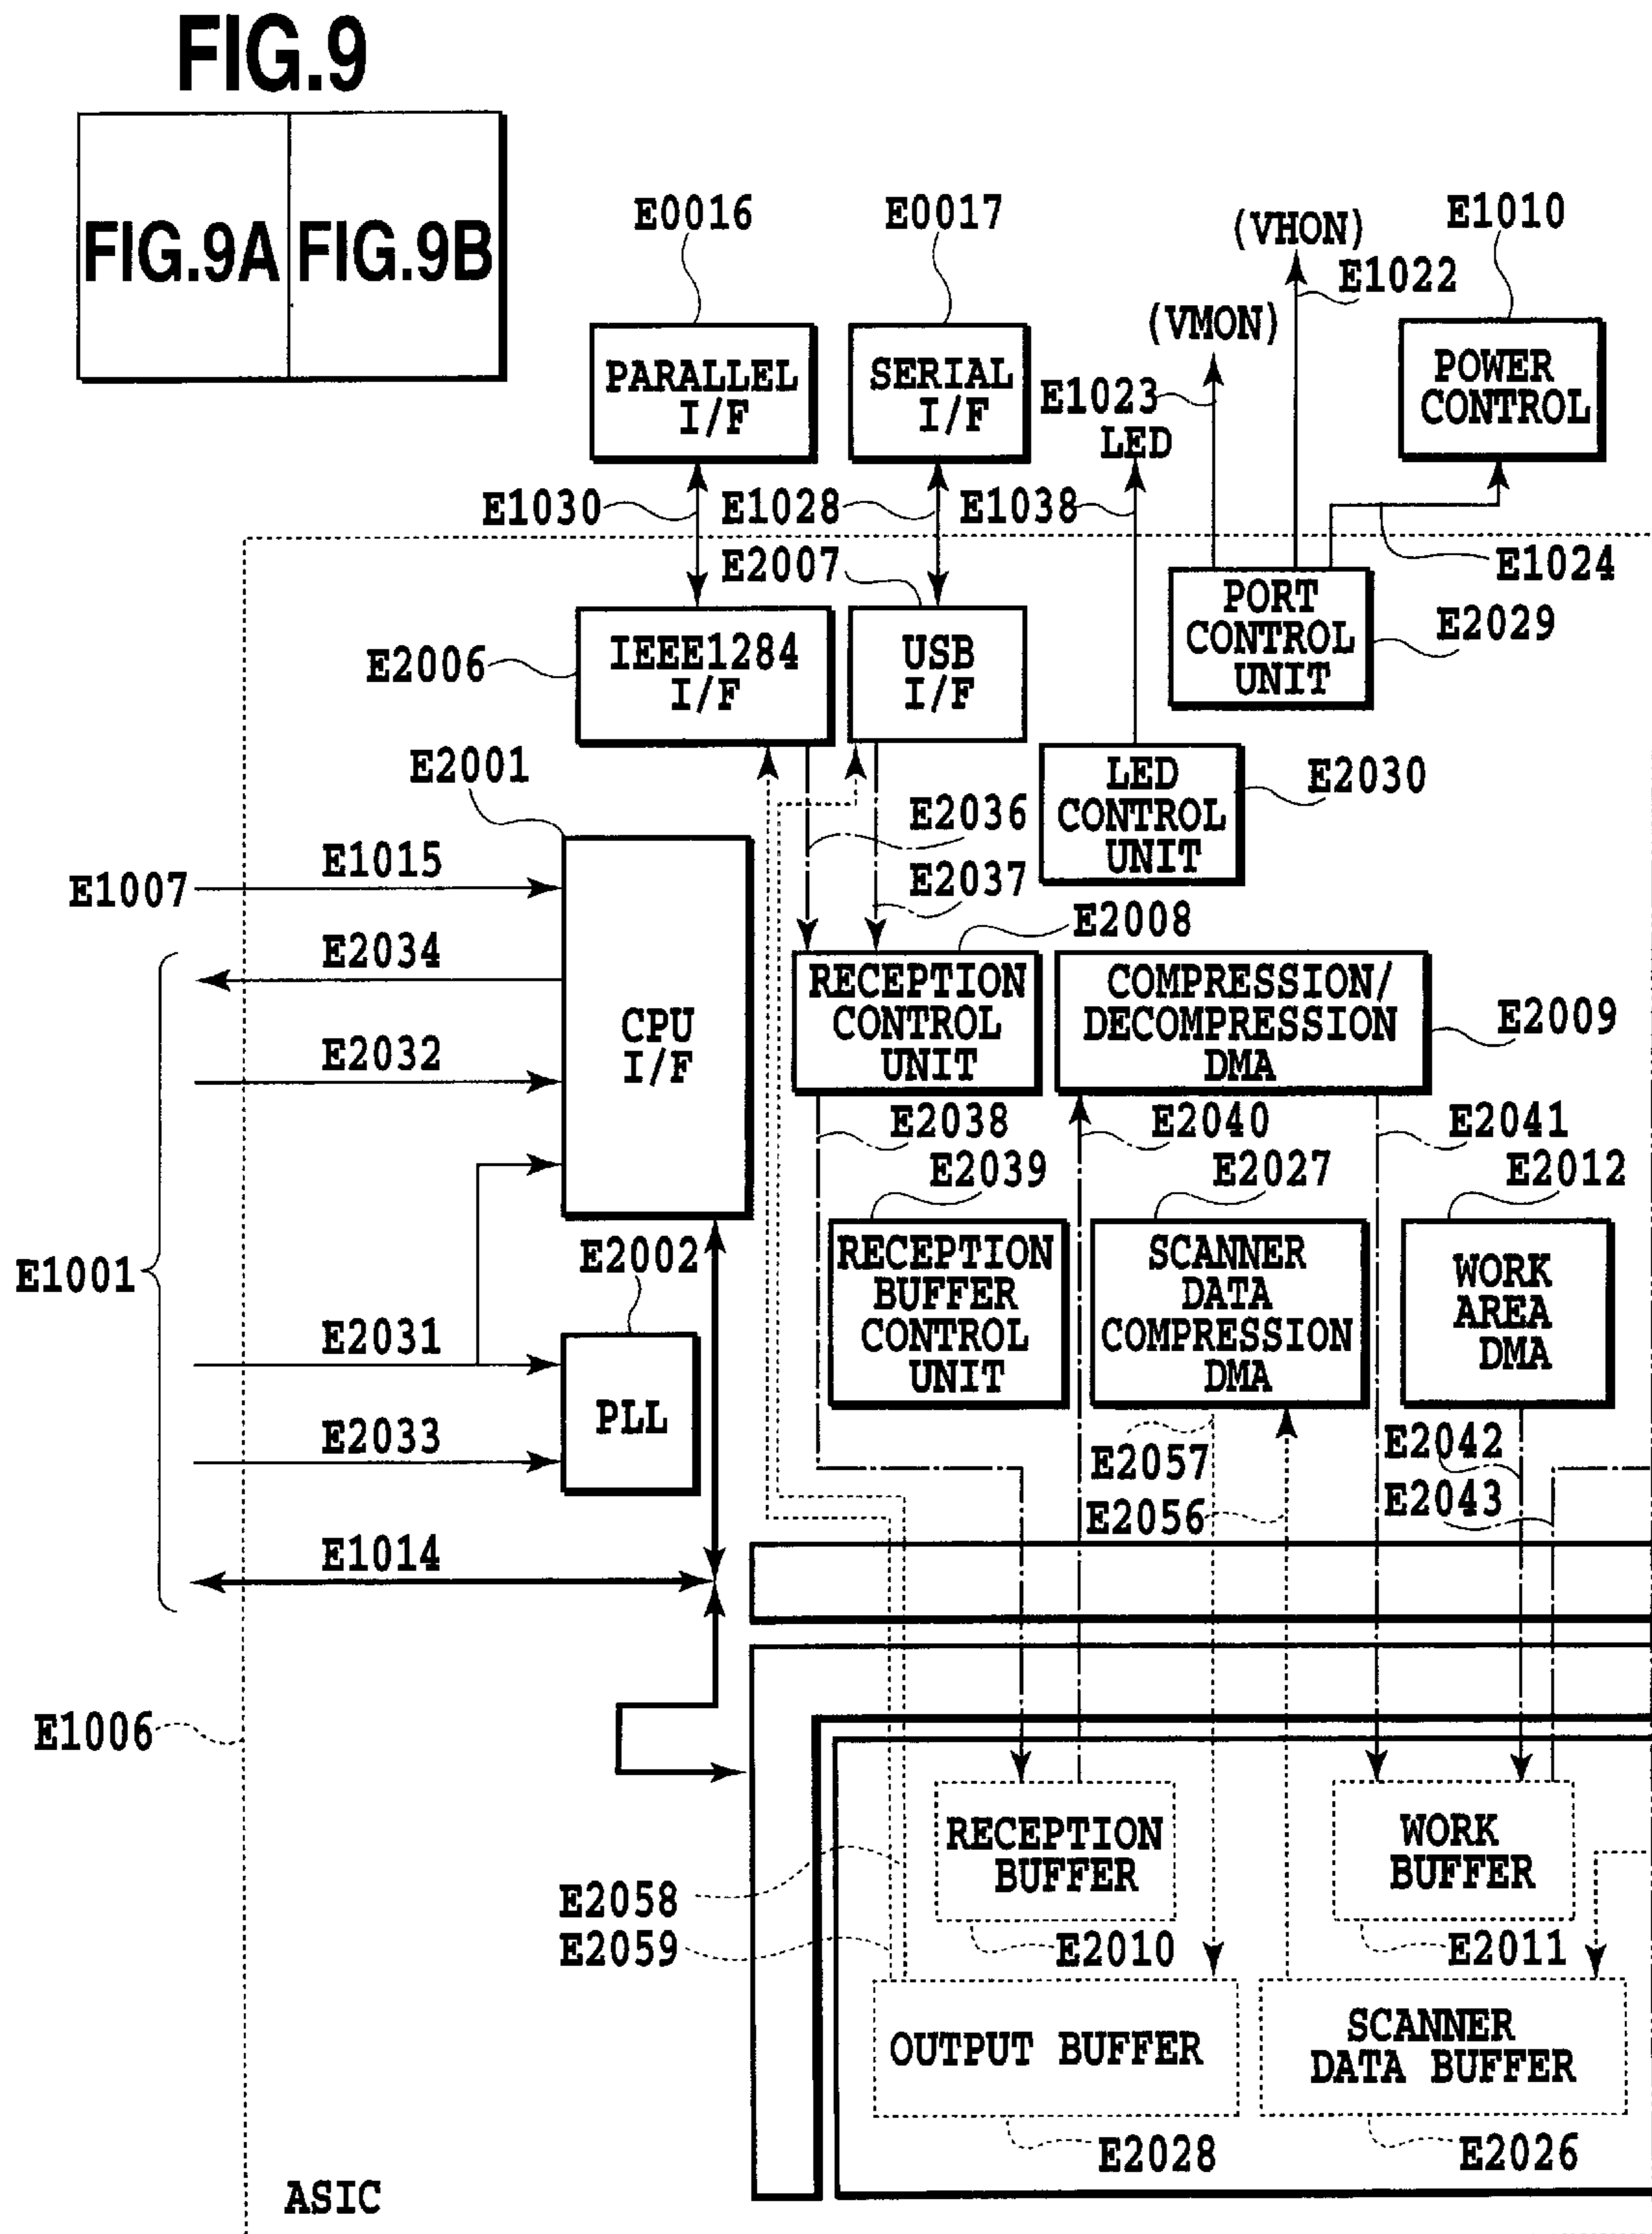 FIG.9
FIG.9A
FIG.9B
E0016
E0017
(VHON)
E1010
E1022
(VMON)
PARALLEL
I/F
SERIAL
I/F
E1023
LED
POWER
CONTROL
E1030
E1028
E1038
E2007
E1024
E2006
IEEE1284
I/F
USB
I/F
PORT
CONTROL
UNIT
E2029
E2001
LED
CONTROL
UNIT
E2030
E2036
E1015
E1007
E2037
E2034
E2008
CPU
I/F
RECEPTION
CONTROL
UNIT
COMPRESSION/
DECOMPRESSION
DMA
E2009
E2032
E2038
E2040
E2041
E2039
E2027
E2012
E1001
E2002
RECEPTION
BUFFER
CONTROL
UNIT
SCANNER
DATA
COMPRESSION
DMA
WORK
AREA
DMA
E2031
PLL
E2033
E2057
E2042
E2056
E2043
E1014
E1006
RECEPTION
BUFFER
WORK
BUFFER
E2058
E2059
E2010
E2011
OUTPUT BUFFER
SCANNER
DATA BUFFER
E2028
E2026
ASIC